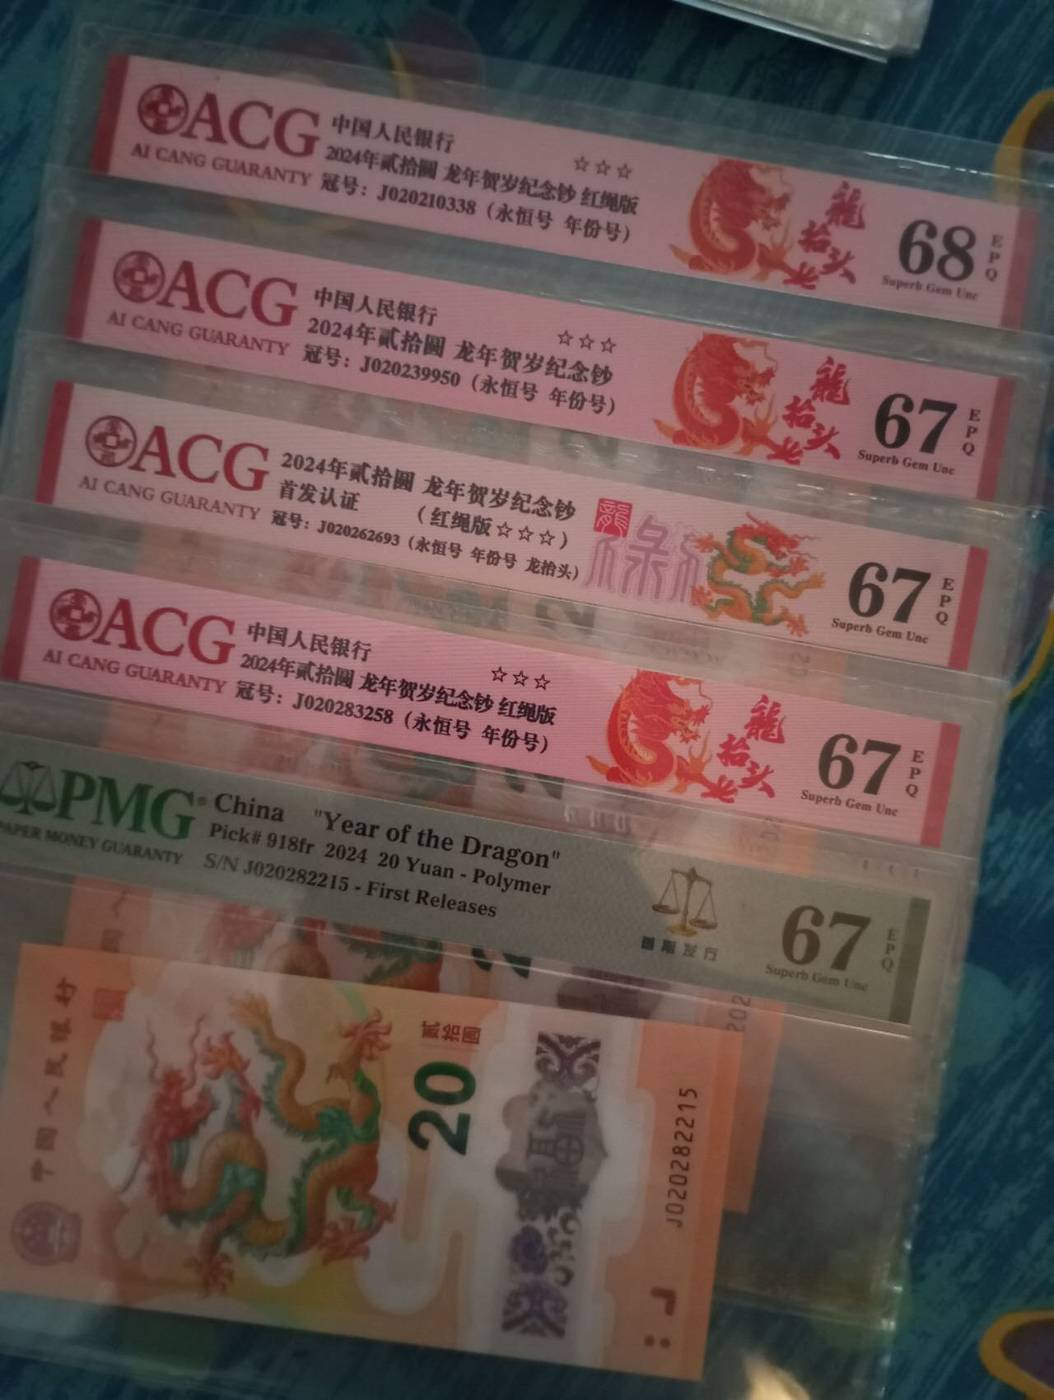 ACG
AI CANG GUARANTY
中国人民银行
☆☆☆
2024年贰拾圆 龙年贺岁纪念钞 红绳版
冠号：J020210338（永恒号 年份号）
龍抬头
68
EPQ
Superb Gem Unc
ACG
AI CANG GUARANTY
中国人民银行
☆☆☆
2024年贰拾圆 龙年贺岁纪念钞
冠号：J020239950（永恒号 年份号）
龍抬头
67
EPQ
Superb Gem Unc
ACG
AI CANG GUARANTY
2024年贰拾圆 龙年贺岁纪念钞
首发认证 （红绳版☆☆☆）
冠号：J020262693（永恒号 年份号 龙抬头）
龍
67
EPQ
Superb Gem Unc
ACG
AI CANG GUARANTY
中国人民银行
☆☆☆
2024年贰拾圆 龙年贺岁纪念钞 红绳版
冠号：J020283258（永恒号 年份号）
龍抬头
67
EPQ
Superb Gem Unc
PMG
PAPER MONEY GUARANTY
China "Year of the Dragon"
Pick# 918fr 2024 20 Yuan - Polymer
S/N J020282215 - First Releases
首期发行
67
EPQ
Superb Gem Unc
中国人民银行
贰拾圆
20
J020282215